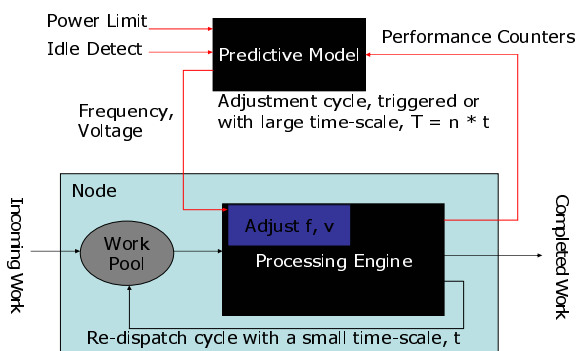 Power Limit
Idle Detect
Predictive Model
Performance Counters
Frequency,
Voltage
Adjustment cycle, triggered or
with large time-scale, T = n * t
Node
Incoming Work
Work
Pool
Adjust f, v
Processing Engine
Completed Work
Re-dispatch cycle with a small time-scale, t